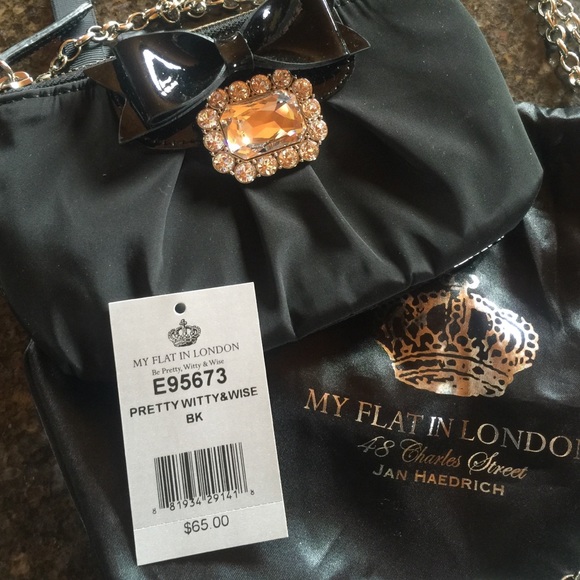 MY FLAT IN LONDON
Be Pretty, Witty & Wise
E95673
PRETTY WITTY&WISE
BK
8 81934 29141 8
$65.00
MY FLAT IN LONDON
48 Charles Street
JAN HAEDRICH